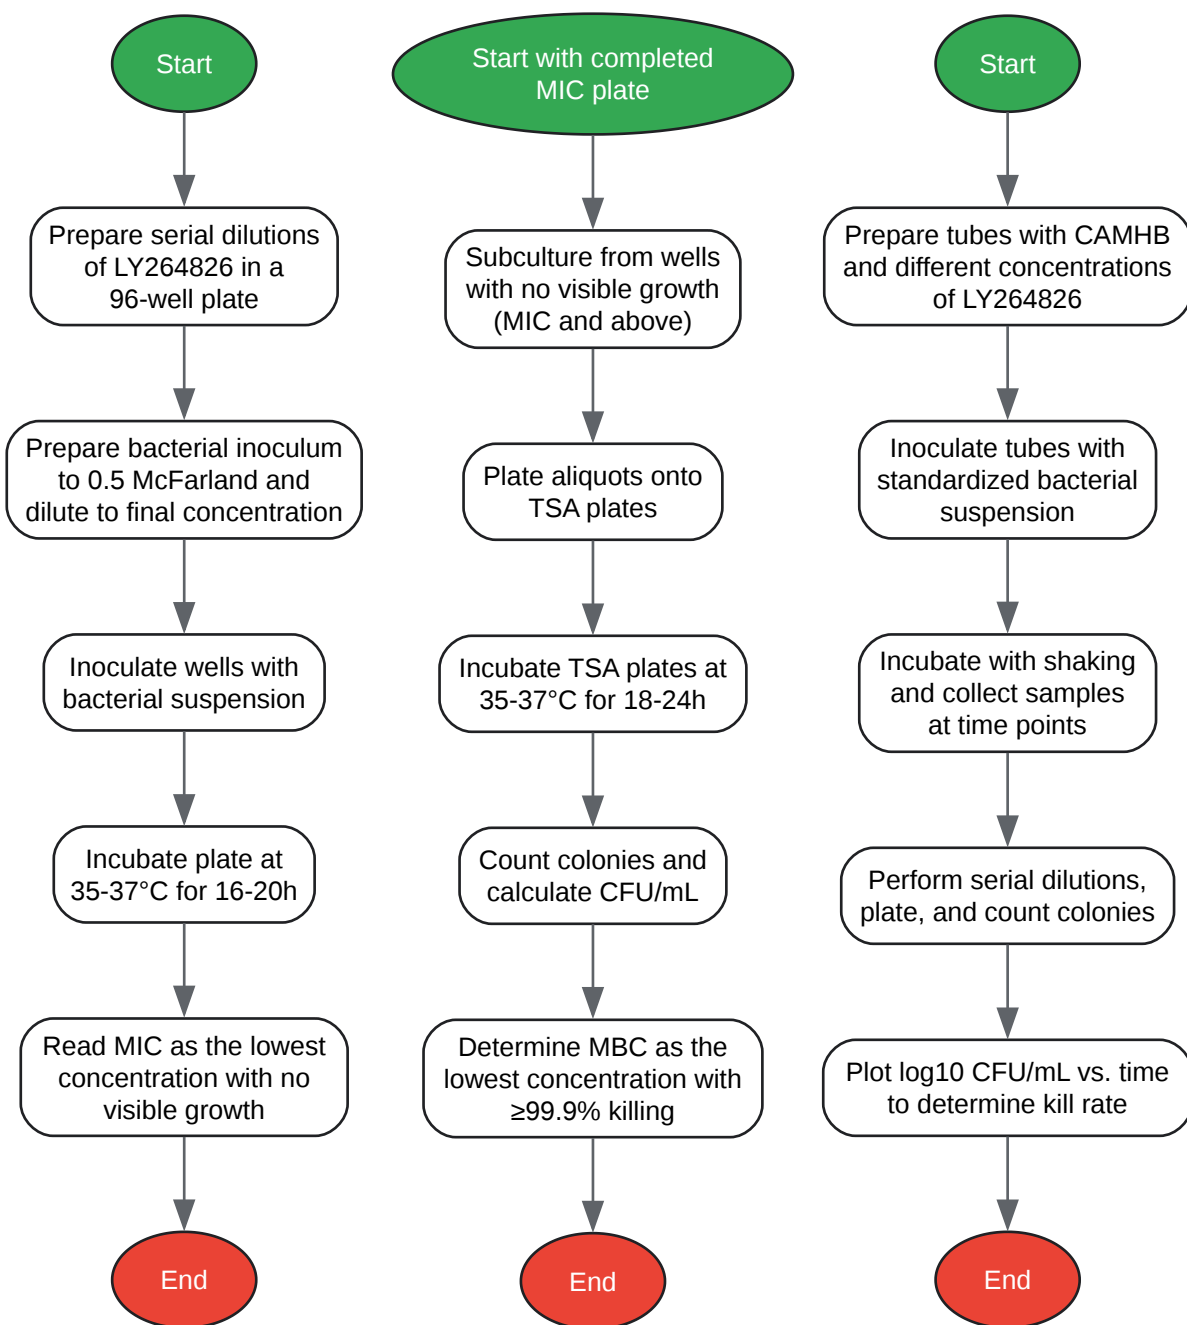 Start
Prepare serial dilutions
of LY264826 in a
96-well plate
Prepare bacterial inoculum
to 0.5 McFarland and
dilute to final concentration
Inoculate wells with
bacterial suspension
Incubate plate at
35-37°C for 16-20h
Read MIC as the lowest
concentration with no
visible growth
End
Start with completed
MIC plate
Subculture from wells
with no visible growth
(MIC and above)
Plate aliquots onto
TSA plates
Incubate TSA plates at
35-37°C for 18-24h
Count colonies and
calculate CFU/mL
Determine MBC as the
lowest concentration with
≥99.9% killing
End
Start
Prepare tubes with CAMHB
and different concentrations
of LY264826
Inoculate tubes with
standardized bacterial
suspension
Incubate with shaking
and collect samples
at time points
Perform serial dilutions,
plate, and count colonies
Plot log10 CFU/mL vs. time
to determine kill rate
End